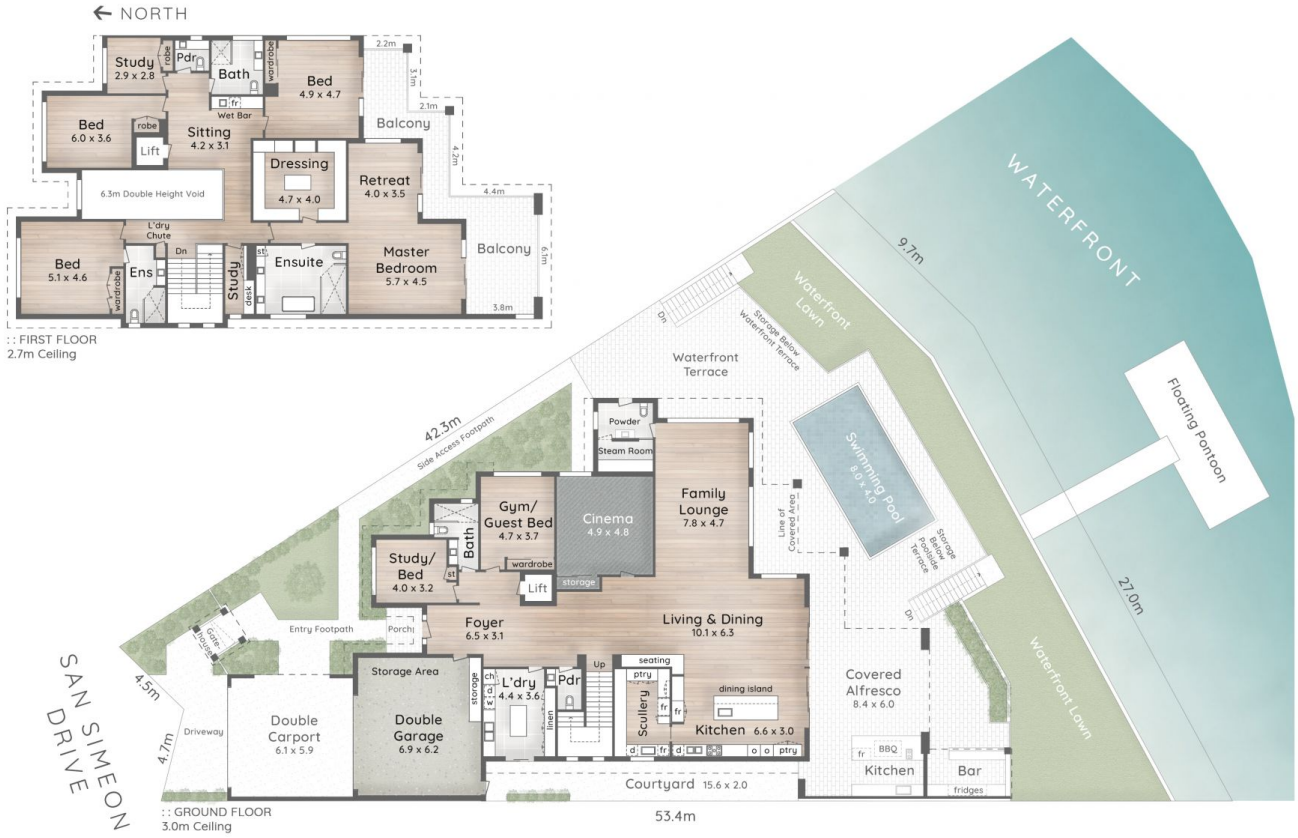 ← NORTH
Study
2.9 x 2.8
robe
Pdr
Bath
wardrobe
Bed
4.9 x 4.7
2.2m
3.1m
2.1m
Balcony
4.2m
4.4m
Bed
6.0 x 3.6
robe
Lift
fr
Wet Bar
Sitting
4.2 x 3.1
Dressing
4.7 x 4.0
Retreat
4.0 x 3.5
6.3m Double Height Void
L'dry
Chute
Dn
Bed
5.1 x 4.6
wardrobe
Ens
Study
desk
st
Ensuite
Master
Bedroom
5.7 x 4.5
Balcony
6.1m
3.8m
:: FIRST FLOOR
2.7m Ceiling
WATERFRONT
9.7m
27.0m
Floating Pontoon
Waterfront
Lawn
Dn
Storage Below
Waterfront Terrace
Waterfront
Terrace
Swimming Pool
8.0 x 4.0
Storage
Below
Poolside
Terrace
Dn
Line of
Covered Area
Waterfront Lawn
42.3m
Side Access Footpath
Powder
Steam Room
Family
Lounge
7.8 x 4.7
Gym/
Guest Bed
4.7 x 3.7
wardrobe
Cinema
4.9 x 4.8
storage
Bath
Study/
Bed
4.0 x 3.2
st
Lift
Gate-
house
Entry Footpath
Porch
Foyer
6.5 x 3.1
Living & Dining
10.1 x 6.3
SAN SIMEON
DRIVE
4.5m
4.7m
Driveway
Double
Carport
6.1 x 5.9
Storage Area
Double
Garage
6.9 x 6.2
storage
ch
d
w
L'dry
4.4 x 3.6
linen
Pdr
Up
seating
ptry
Scullery
fr
fr
fr
d
fr
d
dining island
Kitchen 6.6 x 3.0
o o ptry
Covered
Alfresco
8.4 x 6.0
fr
BBQ
Kitchen
Bar
fridges
Courtyard 15.6 x 2.0
53.4m
:: GROUND FLOOR
3.0m Ceiling